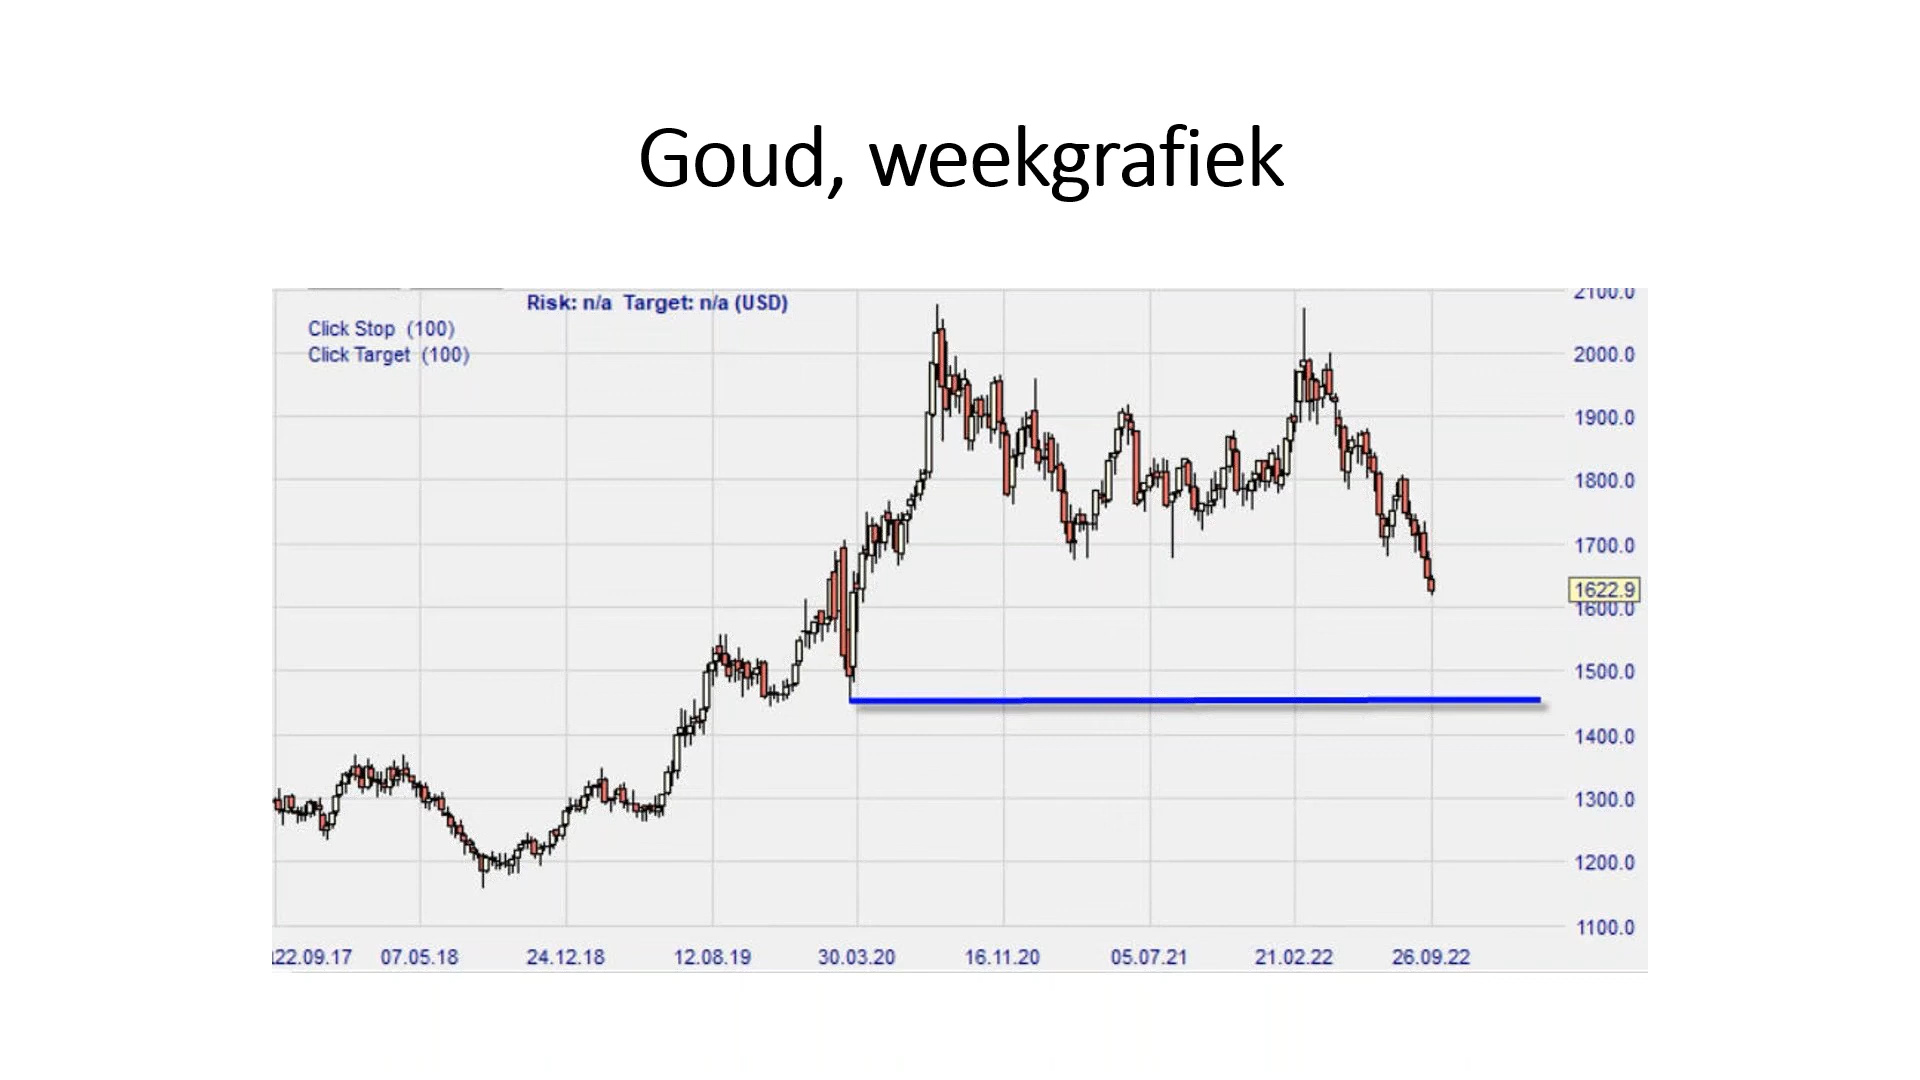 Goud, weekgrafiek
Risk: n/a Target: n/a (USD)
Click Stop (100)
Click Target (100)
2100.0
2000.0
1900.0
1800.0
1700.0
1622.9
1600.0
1500.0
1400.0
1300.0
1200.0
1100.0
22.09.17 07.05.18 24.12.18 12.08.19 30.03.20 16.11.20 05.07.21 21.02.22 26.09.22